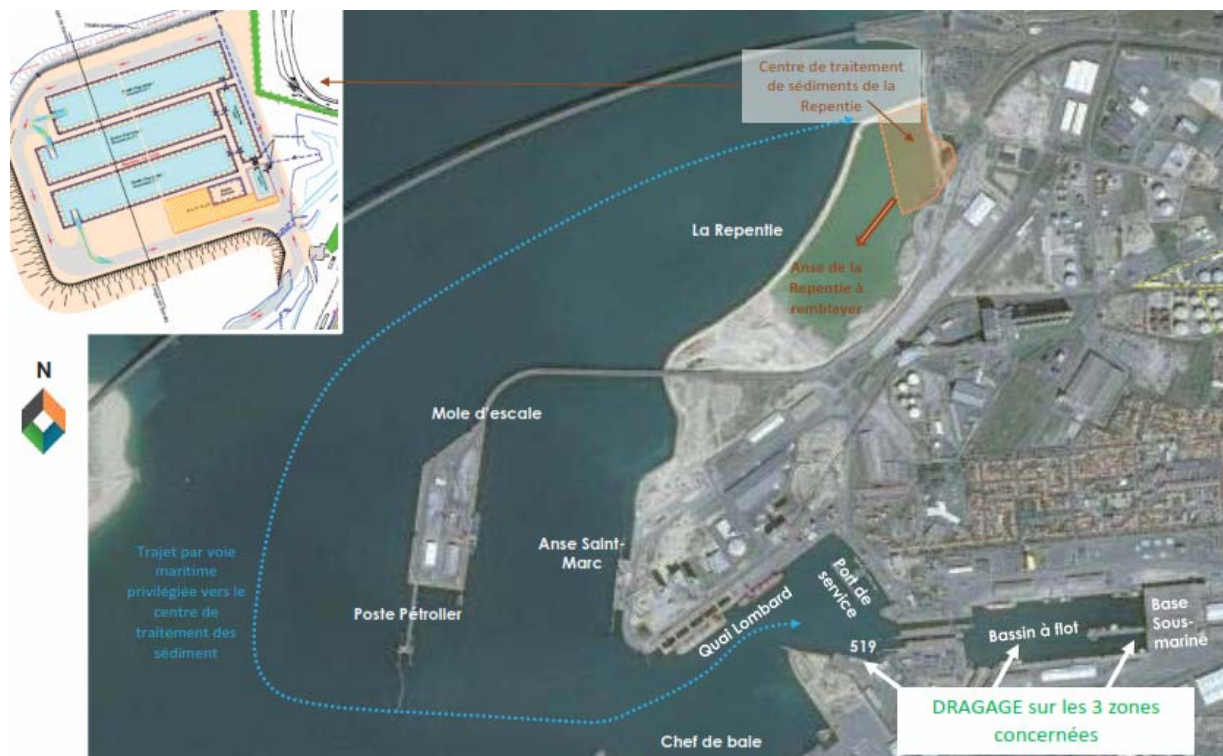 Centre de traitement
de sédiments de la
Repentie
La Repentie
Anse de la
Repentie à
remblayer
N
Mole d'escale
Trajet par voie
maritime
privilégiée vers le
centre de
traitement des
sédiment
Anse Saint-
Marc
Poste Pétrolier
Quai Lombard
Port de
service
519
Bassin à flot
Base
Sous-
marine
DRAGAGE sur les 3 zones
concernées
Chef de baie